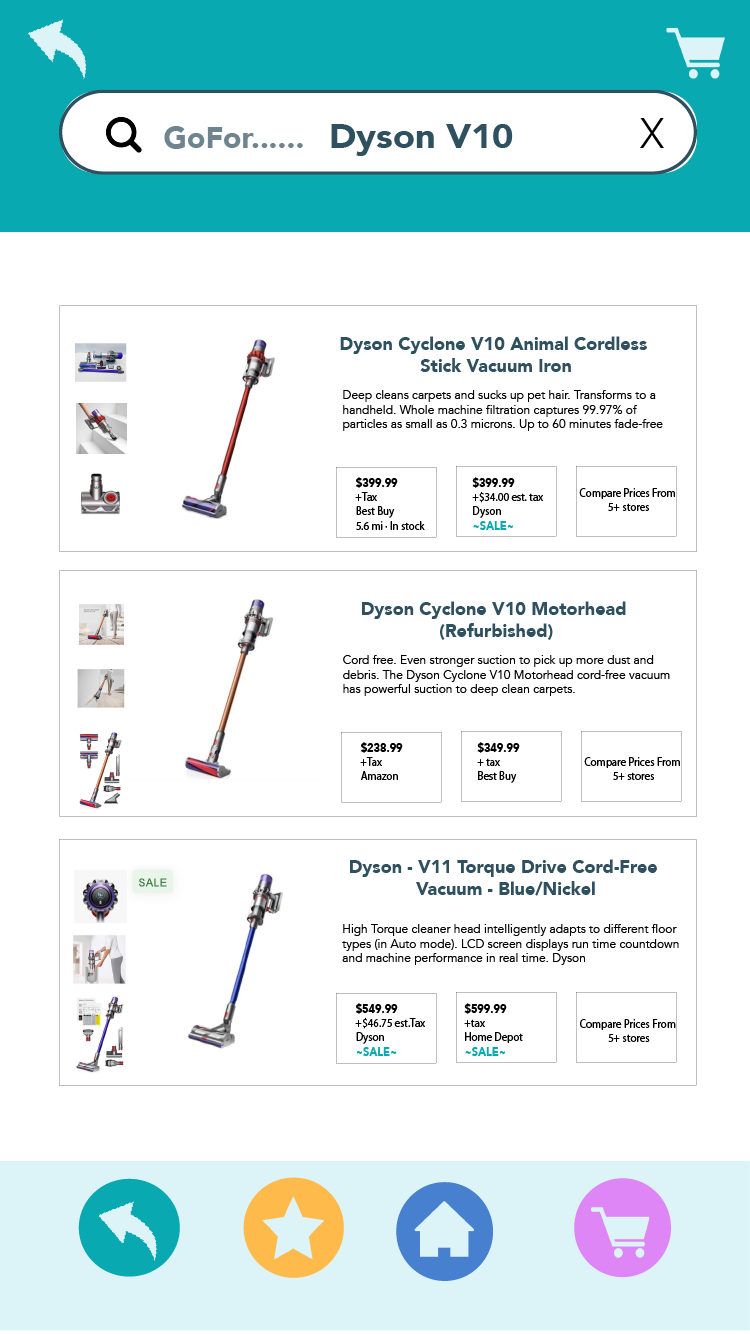 GoFor...... Dyson V10 X
Dyson Cyclone V10 Animal Cordless
Stick Vacuum Iron
Deep cleans carpets and sucks up pet hair. Transforms to a
handheld. Whole machine filtration captures 99.97% of
particles as small as 0.3 microns. Up to 60 minutes fade-free
$399.99
+Tax
Best Buy
5.6 mi · In stock
$399.99
+$34.00 est. tax
Dyson
~SALE~
Compare Prices From
5+ stores
Dyson Cyclone V10 Motorhead
(Refurbished)
Cord free. Even stronger suction to pick up more dust and
debris. The Dyson Cyclone V10 Motorhead cord-free vacuum
has powerful suction to deep clean carpets.
$238.99
+Tax
Amazon
$349.99
+ tax
Best Buy
Compare Prices From
5+ stores
SALE
Dyson - V11 Torque Drive Cord-Free
Vacuum - Blue/Nickel
High Torque cleaner head intelligently adapts to different floor
types (in Auto mode). LCD screen displays run time countdown
and machine performance in real time. Dyson
$549.99
+$46.75 est.Tax
Dyson
~SALE~
$599.99
+tax
Home Depot
~SALE~
Compare Prices From
5+ stores